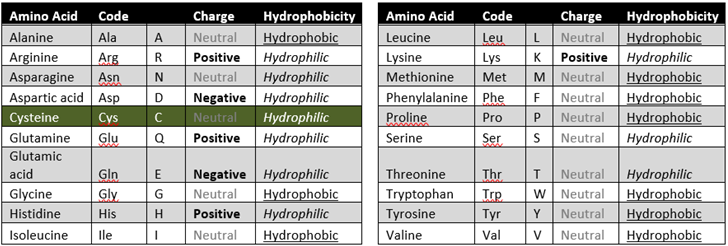 Amino Acid Code Charge Hydrophobicity
Alanine Ala A Neutral Hydrophobic
Arginine Arg R Positive Hydrophilic
Asparagine Asn N Neutral Hydrophilic
Aspartic acid Asp D Negative Hydrophilic
Cysteine Cys C Neutral Hydrophilic
Glutamine Glu Q Positive Hydrophilic
Glutamic
acid Gln E Negative Hydrophilic
Glycine Gly G Neutral Hydrophobic
Histidine His H Positive Hydrophilic
Isoleucine Ile I Neutral Hydrophobic
Amino Acid Code Charge Hydrophobicity
Leucine Leu L Neutral Hydrophobic
Lysine Lys K Positive Hydrophilic
Methionine Met M Neutral Hydrophobic
Phenylalanine Phe F Neutral Hydrophobic
Proline Pro P Neutral Hydrophobic
Serine Ser S Neutral Hydrophilic
Threonine Thr T Neutral Hydrophilic
Tryptophan Trp W Neutral Hydrophobic
Tyrosine Tyr Y Neutral Hydrophobic
Valine Val V Neutral Hydrophobic